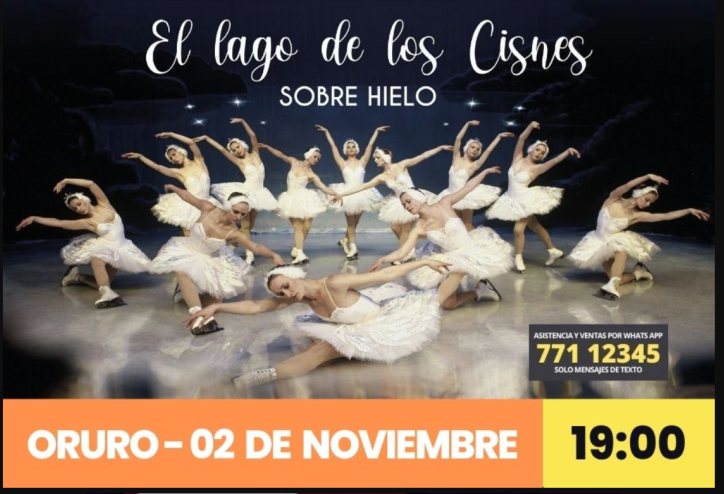 El lago de los Cisnes
SOBRE HIELO
ASISTENCIA Y VENTAS POR WHATS APP
771 12345
SOLO MENSAJES DE TEXTO
ORURO - 02 DE NOVIEMBRE
19:00